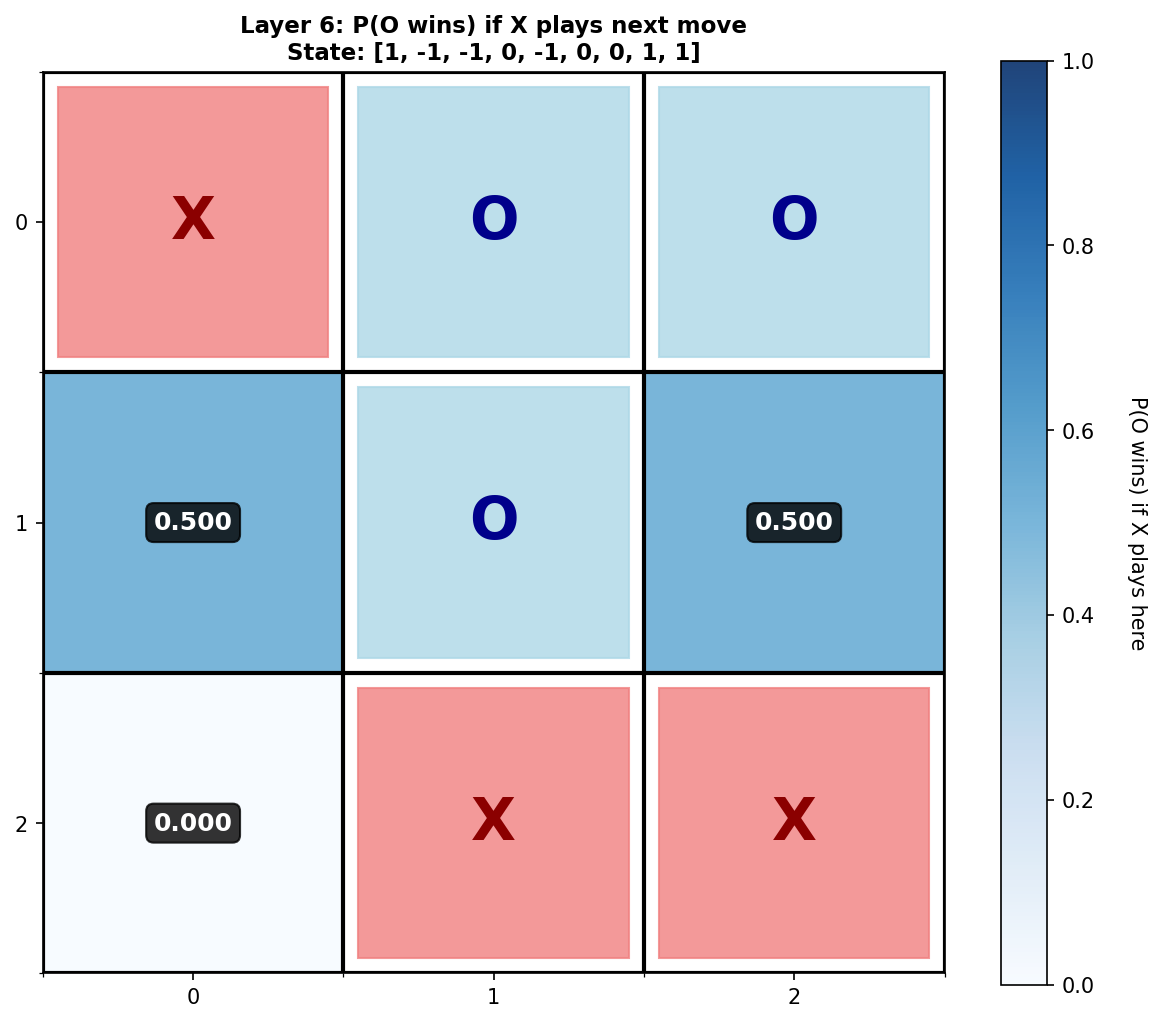 Layer 6: P(O wins) if X plays next move
State: [1, -1, -1, 0, -1, 0, 0, 1, 1]
0
X
O
O
1
0.500
O
0.500
2
0.000
X
X
0
1
2
1.0
0.8
0.6
0.4
0.2
0.0
P(O wins) if X plays here